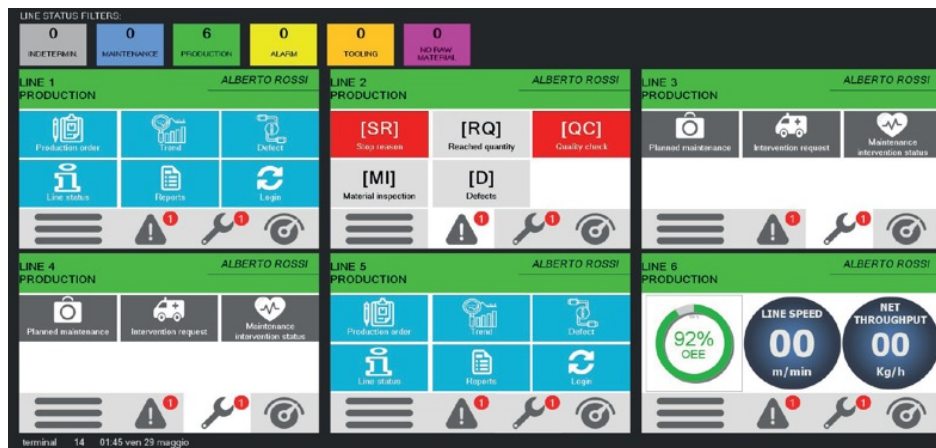 LINE STATUS FILTERS:
0 0 6 0 0 0
INDETERMIN. MAINTENANCE PRODUCTION ALARM TOOLING NO RAW
MATERIAL
LINE 1 ALBERTO ROSSI
PRODUCTION
Production order Trend Defect
Line status Reports Login
1 1
LINE 2 ALBERTO ROSSI
PRODUCTION
[SR] [RQ] [QC]
Stop reason Reached quantity Quality check
[MI] [D]
Material inspection Defects
1 1
LINE 3 ALBERTO ROSSI
PRODUCTION
Planned maintenance Intervention request Maintenance
intervention status
1 1
LINE 4 ALBERTO ROSSI
PRODUCTION
Planned maintenance Intervention request Maintenance
intervention status
1 1
LINE 5 ALBERTO ROSSI
PRODUCTION
Production order Trend Defect
Line status Reports Login
1 1
LINE 6 ALBERTO ROSSI
PRODUCTION
92%
OEE
LINE SPEED
00
m/min
NET
THROUGHPUT
00
Kg/h
1 1
terminal 14 01:45 ven 29 maggio